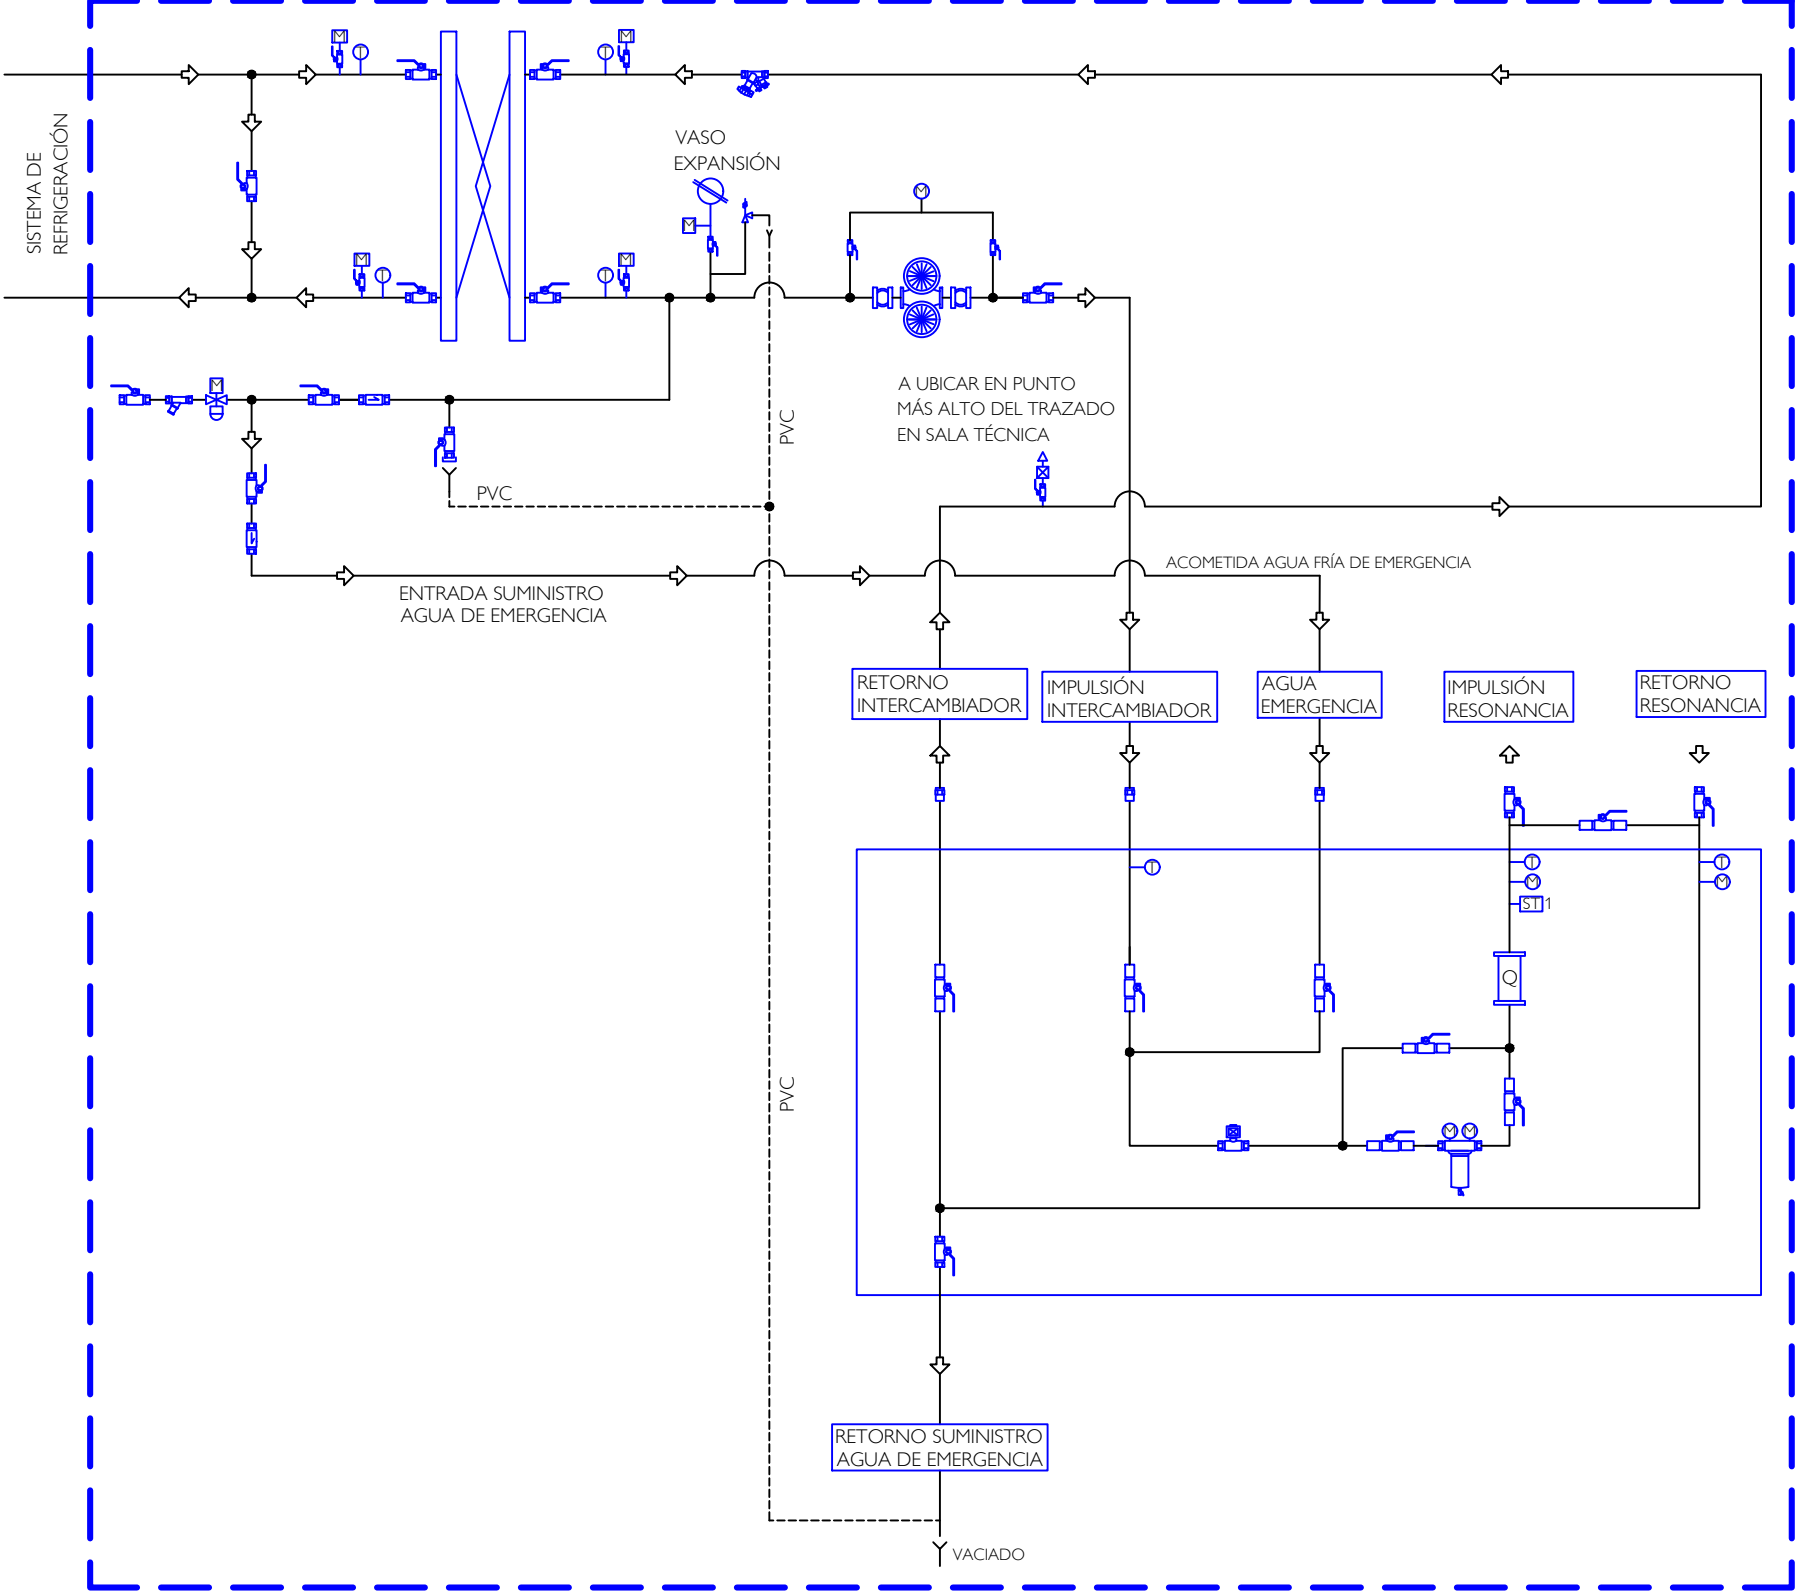 SISTEMA DE
REFRIGERACIÓN
M
T
T
M
VASO
EXPANSIÓN
M
M
M
T
T
M
M
A UBICAR EN PUNTO
MÁS ALTO DEL TRAZADO
EN SALA TÉCNICA
PVC
PVC
ACOMETIDA AGUA FRÍA DE EMERGENCIA
ENTRADA SUMINISTRO
AGUA DE EMERGENCIA
RETORNO
INTERCAMBIADOR
IMPULSIÓN
INTERCAMBIADOR
AGUA
EMERGENCIA
IMPULSIÓN
RESONANCIA
RETORNO
RESONANCIA
T
T
M
ST1
T
M
Q
PVC
M
M
RETORNO SUMINISTRO
AGUA DE EMERGENCIA
VACIADO